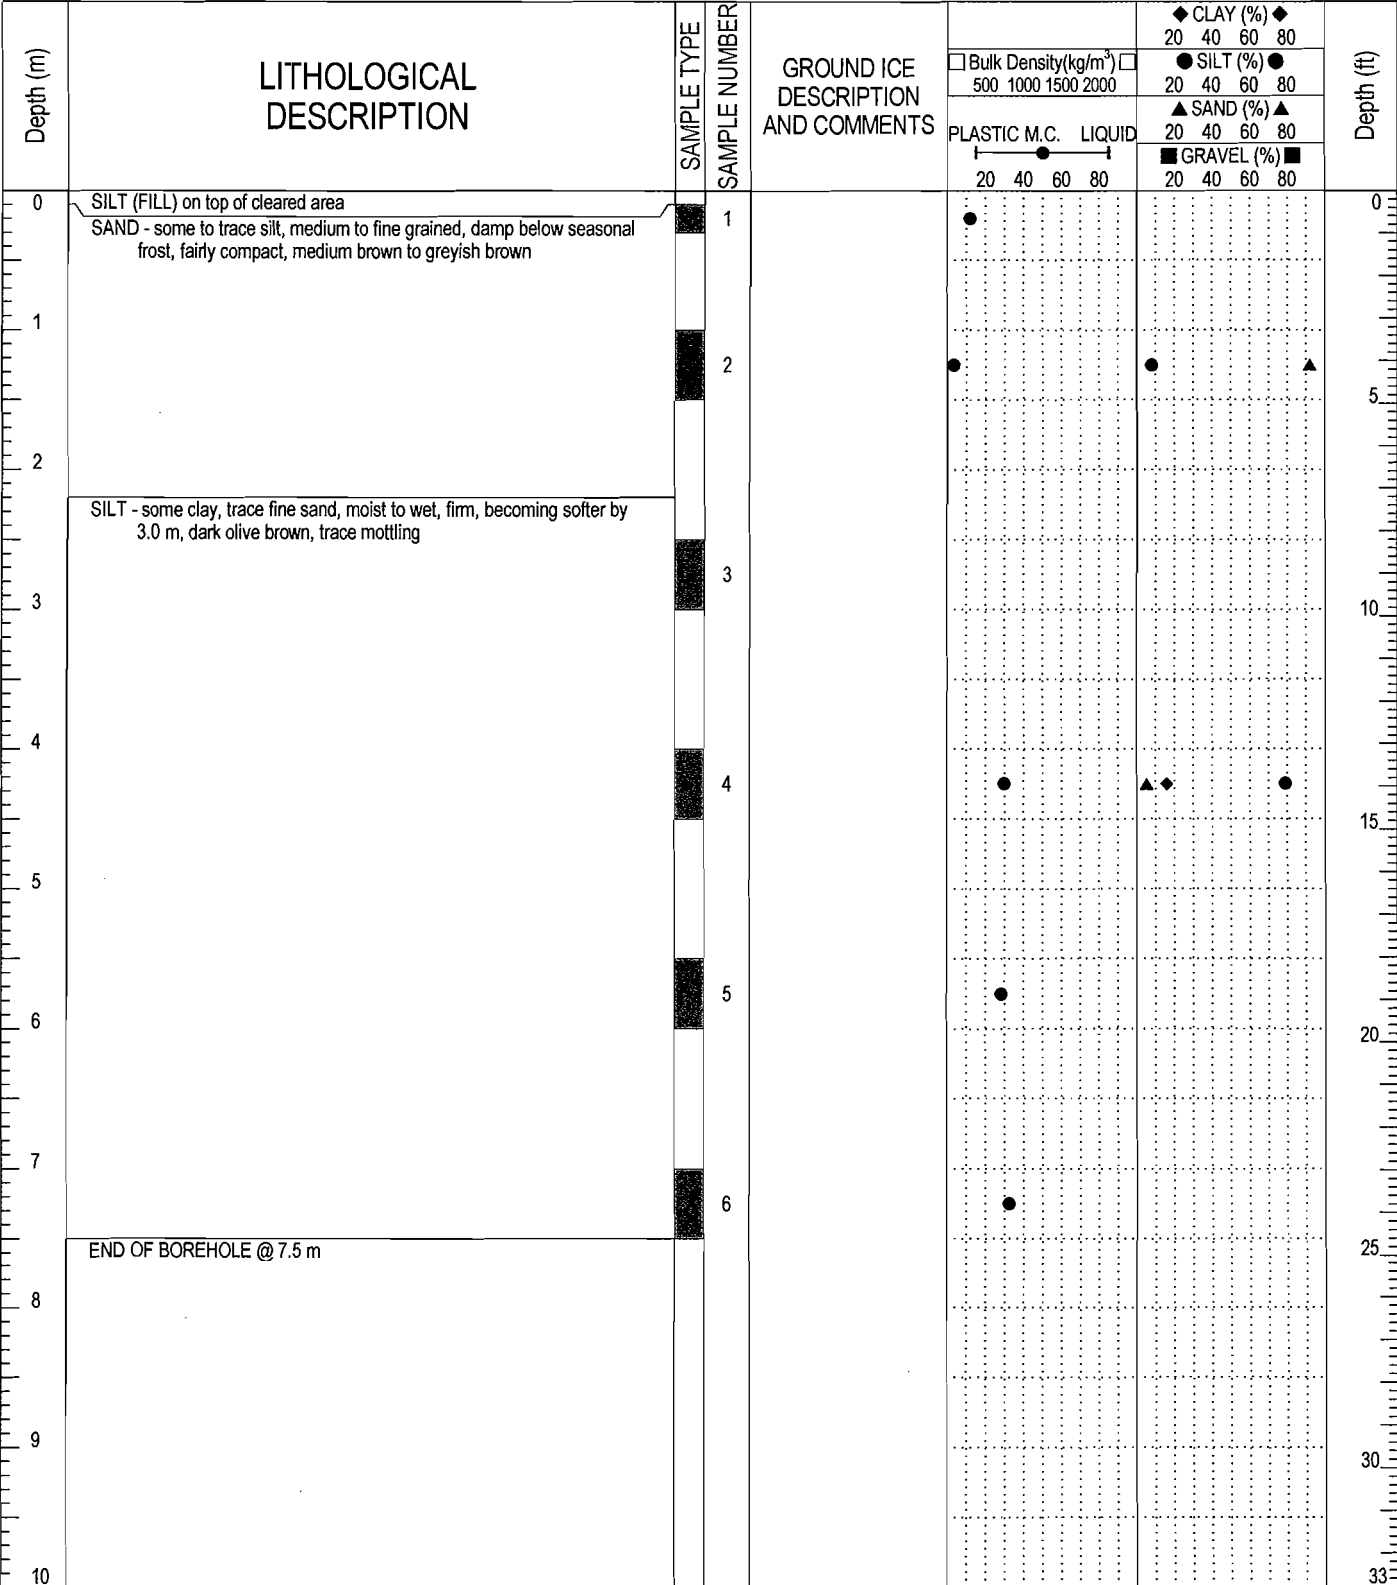 Depth (m)
LITHOLOGICAL
DESCRIPTION
SAMPLE TYPE
SAMPLE NUMBER
GROUND ICE
DESCRIPTION
AND COMMENTS
□ Bulk Density(kg/m³) □
500 1000 1500 2000
PLASTIC M.C. LIQUID
20 40 60 80
◆ CLAY (%) ◆
20 40 60 80
● SILT (%) ●
20 40 60 80
▲ SAND (%) ▲
20 40 60 80
■ GRAVEL (%) ■
20 40 60 80
Depth (ft)
0
SILT (FILL) on top of cleared area
1
0
SAND - some to trace silt, medium to fine grained, damp below seasonal
frost, fairly compact, medium brown to greyish brown
1
2
5
2
SILT - some clay, trace fine sand, moist to wet, firm, becoming softer by
3.0 m, dark olive brown, trace mottling
3
3
10
4
4
15
5
5
6
20
7
6
END OF BOREHOLE @ 7.5 m
25
8
9
30
10
33